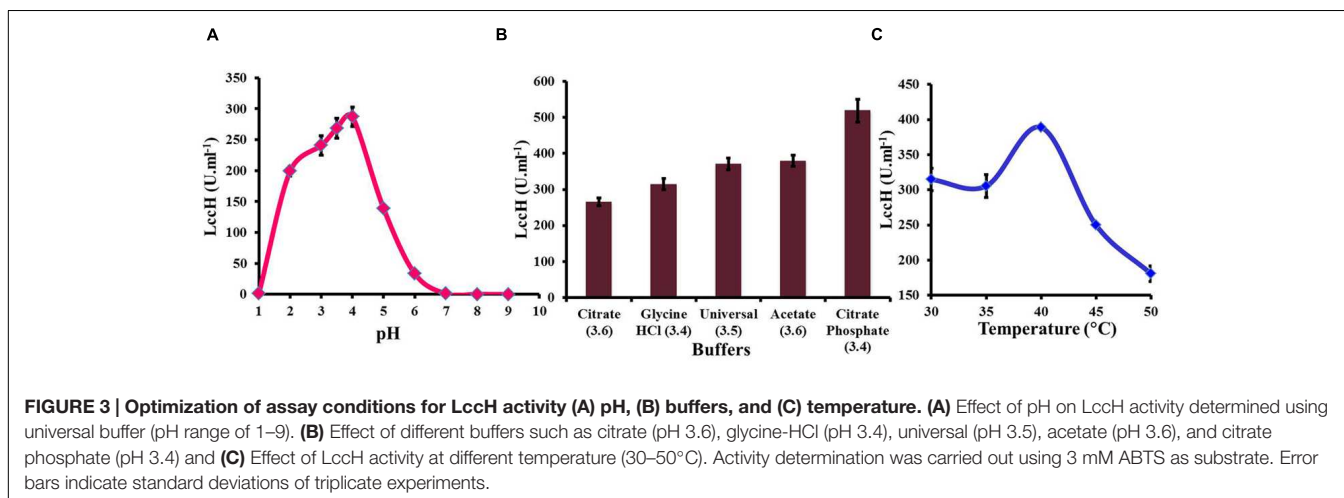 A
B
C
350
300
250
200
150
100
50
0
LccH (U.ml-1)
1 2 3 4 5 6 7 8 9 10
pH
600
500
400
300
200
100
0
LccH (U.ml-1)
Citrate Glycine Universal Acetate Citrate
(3.6) HCl (3.4) (3.5) (3.6) Phosphate
(3.4)
Buffers
450
400
350
300
250
200
150
LccH (U.ml-1)
30 35 40 45 50
Temperature (°C)
FIGURE 3 | Optimization of assay conditions for LccH activity (A) pH, (B) buffers, and (C) temperature. (A) Effect of pH on LccH activity determined using
universal buffer (pH range of 1–9). (B) Effect of different buffers such as citrate (pH 3.6), glycine-HCl (pH 3.4), universal (pH 3.5), acetate (pH 3.6), and citrate
phosphate (pH 3.4) and (C) Effect of LccH activity at different temperature (30–50°C). Activity determination was carried out using 3 mM ABTS as substrate. Error
bars indicate standard deviations of triplicate experiments.